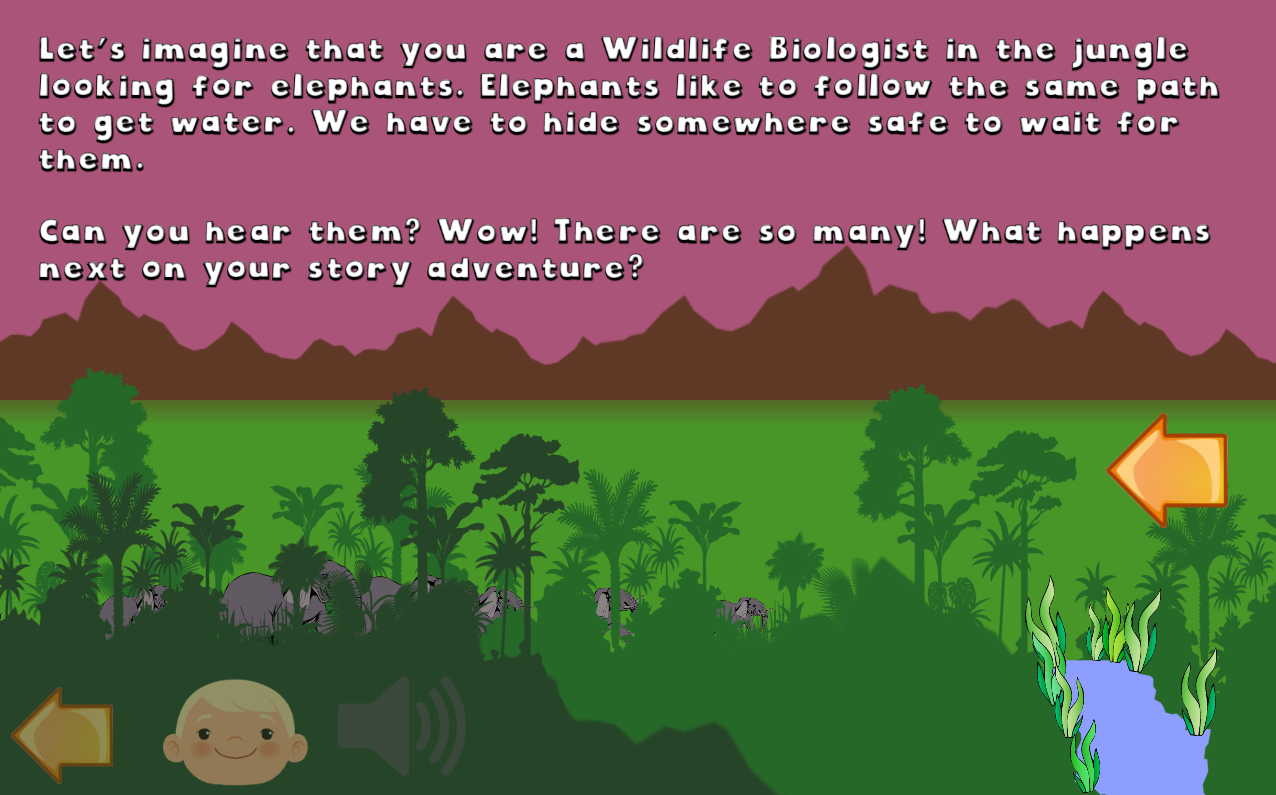 Let's imagine that you are a Wildlife Biologist in the jungle
looking for elephants. Elephants like to follow the same path
to get water. We have to hide somewhere safe to wait for
them.
Can you hear them? Wow! There are so many! What happens
next on your story adventure?